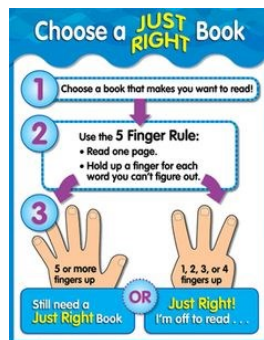 Choose a JUST RIGHT Book
1 Choose a book that makes you want to read!
2 Use the 5 Finger Rule:
• Read one page.
• Hold up a finger for each
word you can't figure out.
3
5 or more
fingers up
1, 2, 3, or 4
fingers up
Still need a
Just Right Book
OR
Just Right!
I'm off to read . . .